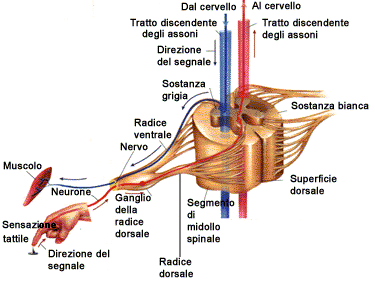 Dal cervello
Al cervello
Tratto discendente
degli assoni
Tratto discendente
degli assoni
Direzione
del segnale
Sostanza
grigia
Sostanza bianca
Radice
ventrale
Nervo
Muscolo
Neurone
Ganglio
della
radice
dorsale
Superficie
dorsale
Segmento
di midollo
spinale
Sensazione
tattile
Direzione del
segnale
Radice
dorsale